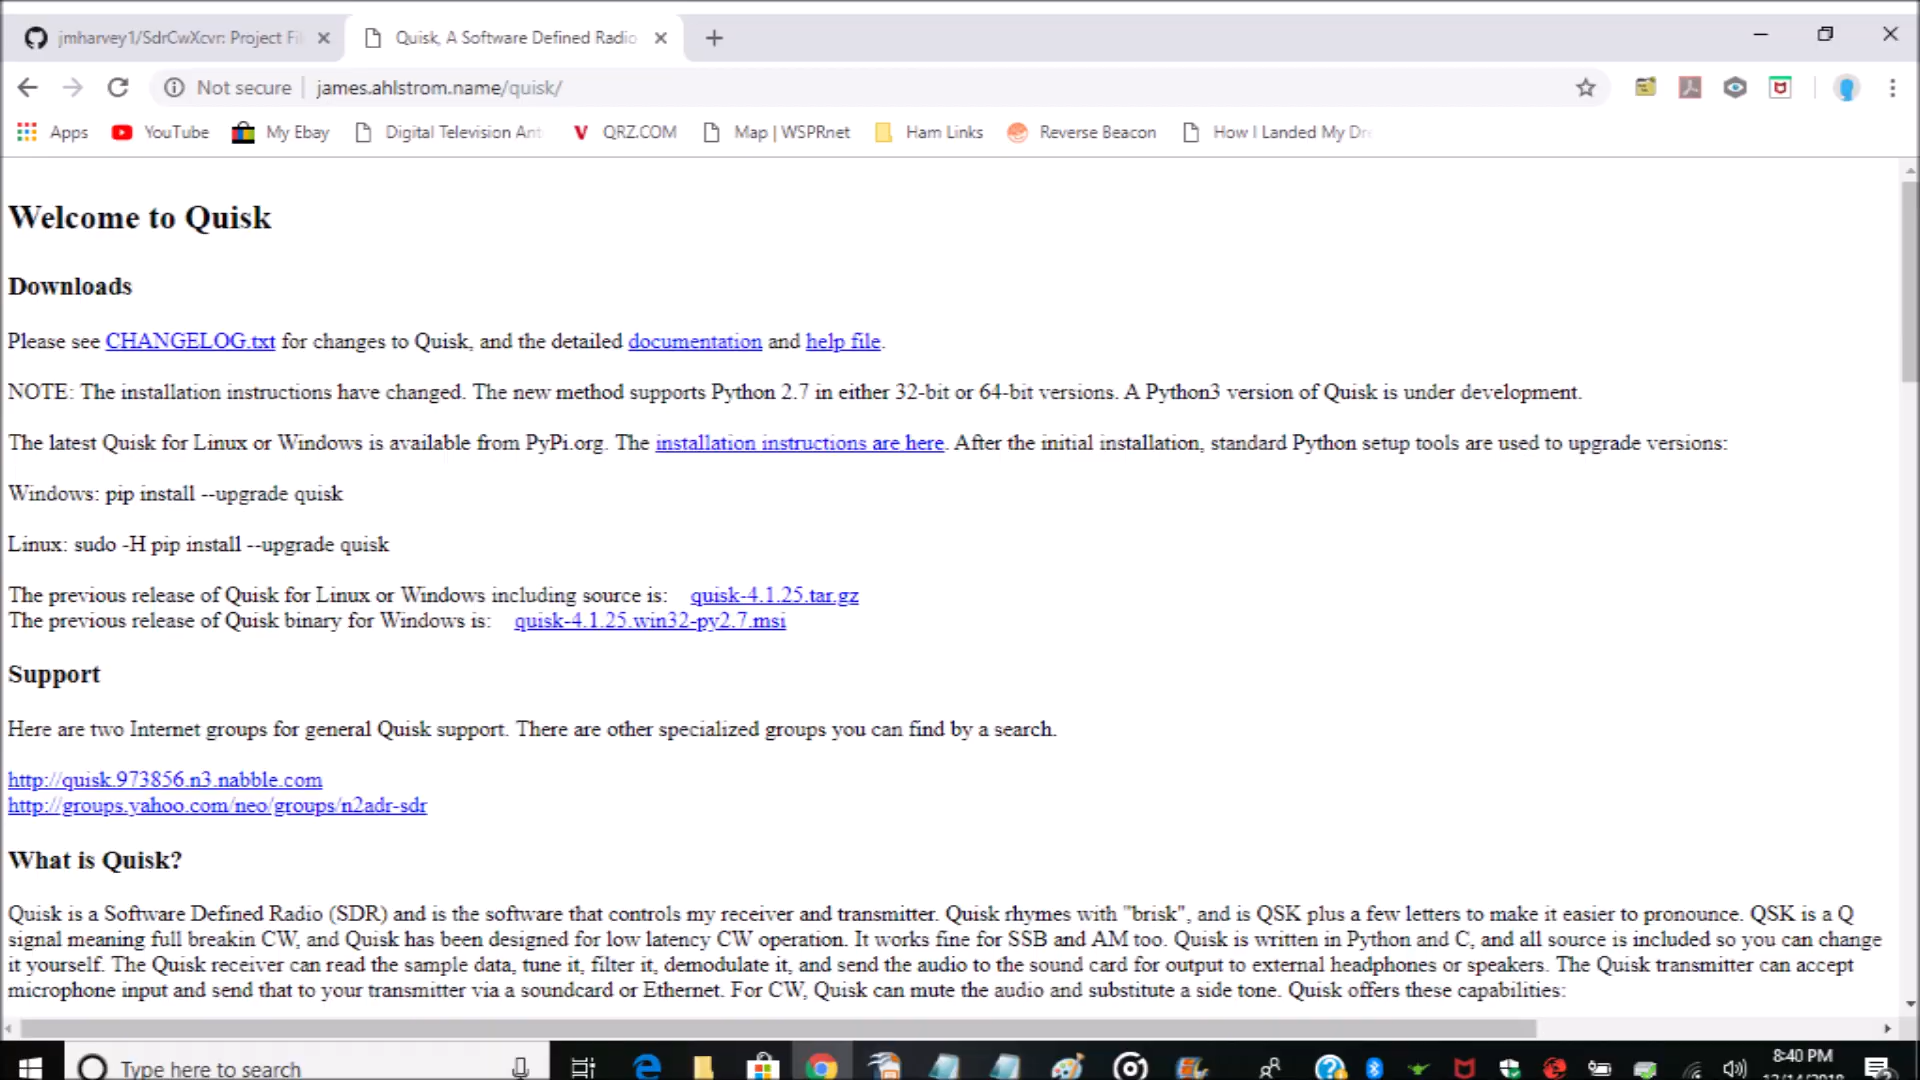 jmharvey1/SdrCwXcvr: Project Fi
Quisk, A Software Defined Radio
Not secure
james.ahlstrom.name/quisk/
Apps
YouTube
My Ebay
Digital Television Ant
QRZ.COM
Map | WSPRnet
Ham Links
Reverse Beacon
How I Landed My Dre
Welcome to Quisk
Downloads
Please see CHANGELOG.txt for changes to Quisk, and the detailed documentation and help file.
NOTE: The installation instructions have changed. The new method supports Python 2.7 in either 32-bit or 64-bit versions. A Python3 version of Quisk is under development.
The latest Quisk for Linux or Windows is available from PyPi.org. The installation instructions are here. After the initial installation, standard Python setup tools are used to upgrade versions:
Windows: pip install --upgrade quisk
Linux: sudo -H pip install --upgrade quisk
The previous release of Quisk for Linux or Windows including source is: quisk-4.1.25.tar.gz
The previous release of Quisk binary for Windows is: quisk-4.1.25.win32-py2.7.msi
Support
Here are two Internet groups for general Quisk support. There are other specialized groups you can find by a search.
http://quisk.973856.n3.nabble.com
http://groups.yahoo.com/neo/groups/n2adr-sdr
What is Quisk?
Quisk is a Software Defined Radio (SDR) and is the software that controls my receiver and transmitter. Quisk rhymes with "brisk", and is QSK plus a few letters to make it easier to pronounce. QSK is a Q
signal meaning full breakin CW, and Quisk has been designed for low latency CW operation. It works fine for SSB and AM too. Quisk is written in Python and C, and all source is included so you can change
it yourself. The Quisk receiver can read the sample data, tune it, filter it, demodulate it, and send the audio to the sound card for output to external headphones or speakers. The Quisk transmitter can accept
microphone input and send that to your transmitter via a soundcard or Ethernet. For CW, Quisk can mute the audio and substitute a side tone. Quisk offers these capabilities:
Type here to search
8:40 PM